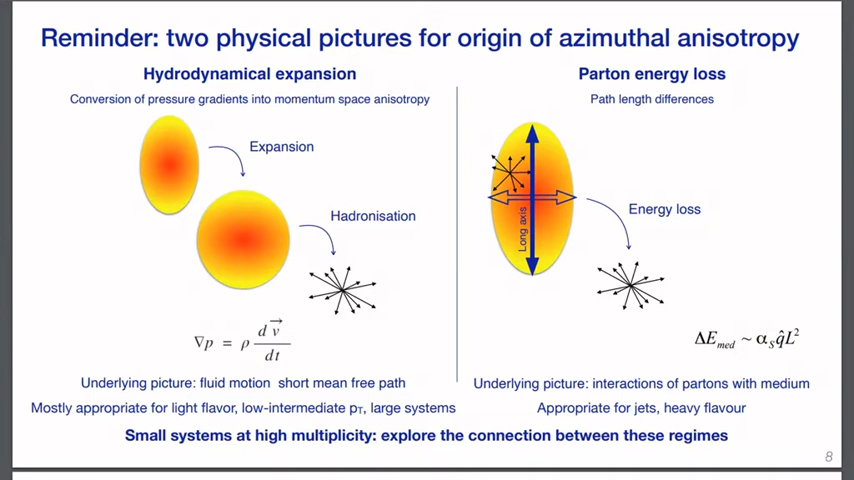 Reminder: two physical pictures for origin of azimuthal anisotropy
Hydrodynamical expansion
Conversion of pressure gradients into momentum space anisotropy
Expansion
Hadronisation
∇p = ρ dv⃗/dt
Underlying picture: fluid motion short mean free path
Mostly appropriate for light flavor, low-intermediate pT, large systems
Parton energy loss
Path length differences
Long axis
Energy loss
ΔE_med ~ α_S q̂L²
Underlying picture: interactions of partons with medium
Appropriate for jets, heavy flavour
Small systems at high multiplicity: explore the connection between these regimes
8